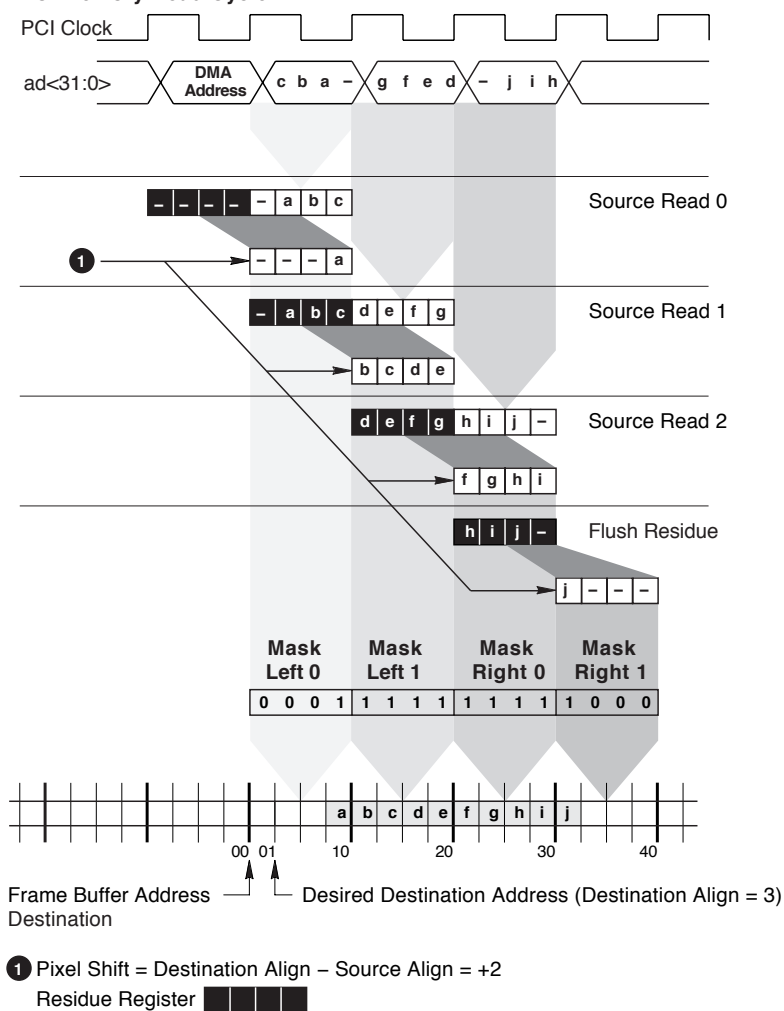 PCI Clock
ad<31:0>
DMA
Address
c b a –
g f e d
– j i h
– – – – – a b c
Source Read 0
1
– – – a
– a b c d e f g
Source Read 1
b c d e
d e f g h i j –
Source Read 2
f g h i
h i j –
Flush Residue
j – – –
Mask
Left 0
Mask
Left 1
Mask
Right 0
Mask
Right 1
0 0 0 1 1 1 1 1 1 1 1 1 1 0 0 0
a b c d e f g h i j
00 01 10 20 30 40
Frame Buffer Address
Destination
Desired Destination Address (Destination Align = 3)
1 Pixel Shift = Destination Align – Source Align = +2
Residue Register